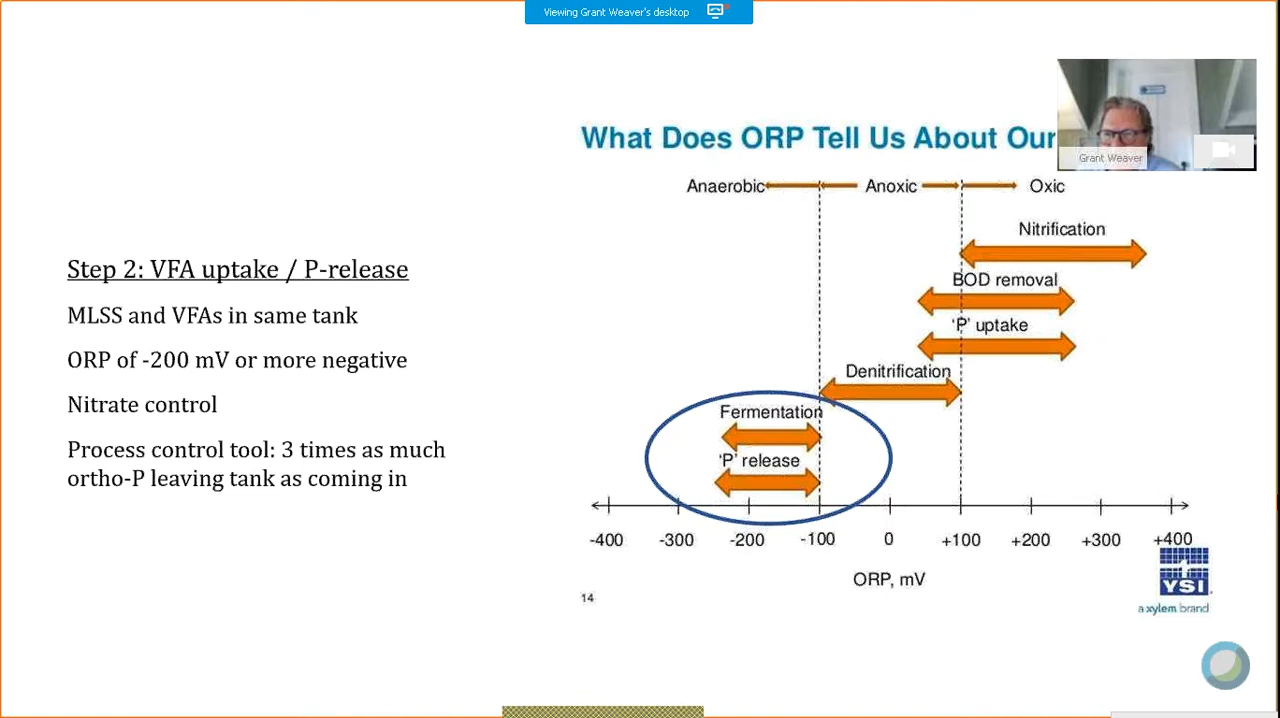 Viewing Grant Weaver's desktop
What Does ORP Tell Us About Our
Grant Weaver
Anaerobic
Anoxic
Oxic
Nitrification
BOD removal
'P' uptake
Denitrification
Fermentation
'P' release
Step 2: VFA uptake / P-release
MLSS and VFAs in same tank
ORP of -200 mV or more negative
Nitrate control
Process control tool: 3 times as much
ortho-P leaving tank as coming in
-400 -300 -200 -100 0 +100 +200 +300 +400
ORP, mV
14
YSI
a xylem brand